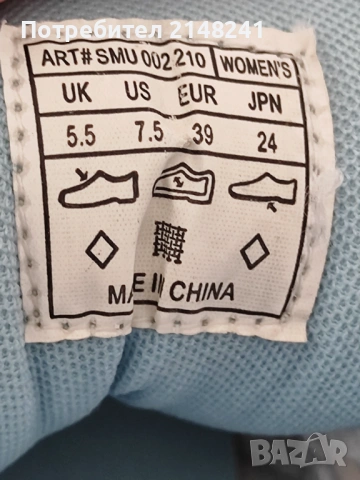 Потребител 2148241
ART# SMU 002 210 WOMEN'S
UK US EUR JPN
5.5 7.5 39 24
MADE IN CHINA
BAZAR